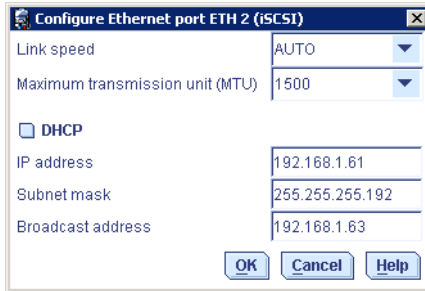 Configure Ethernet port ETH 2 (iSCSI)
Link speed AUTO
Maximum transmission unit (MTU) 1500
DHCP
IP address 192.168.1.61
Subnet mask 255.255.255.192
Broadcast address 192.168.1.63
OK Cancel Help